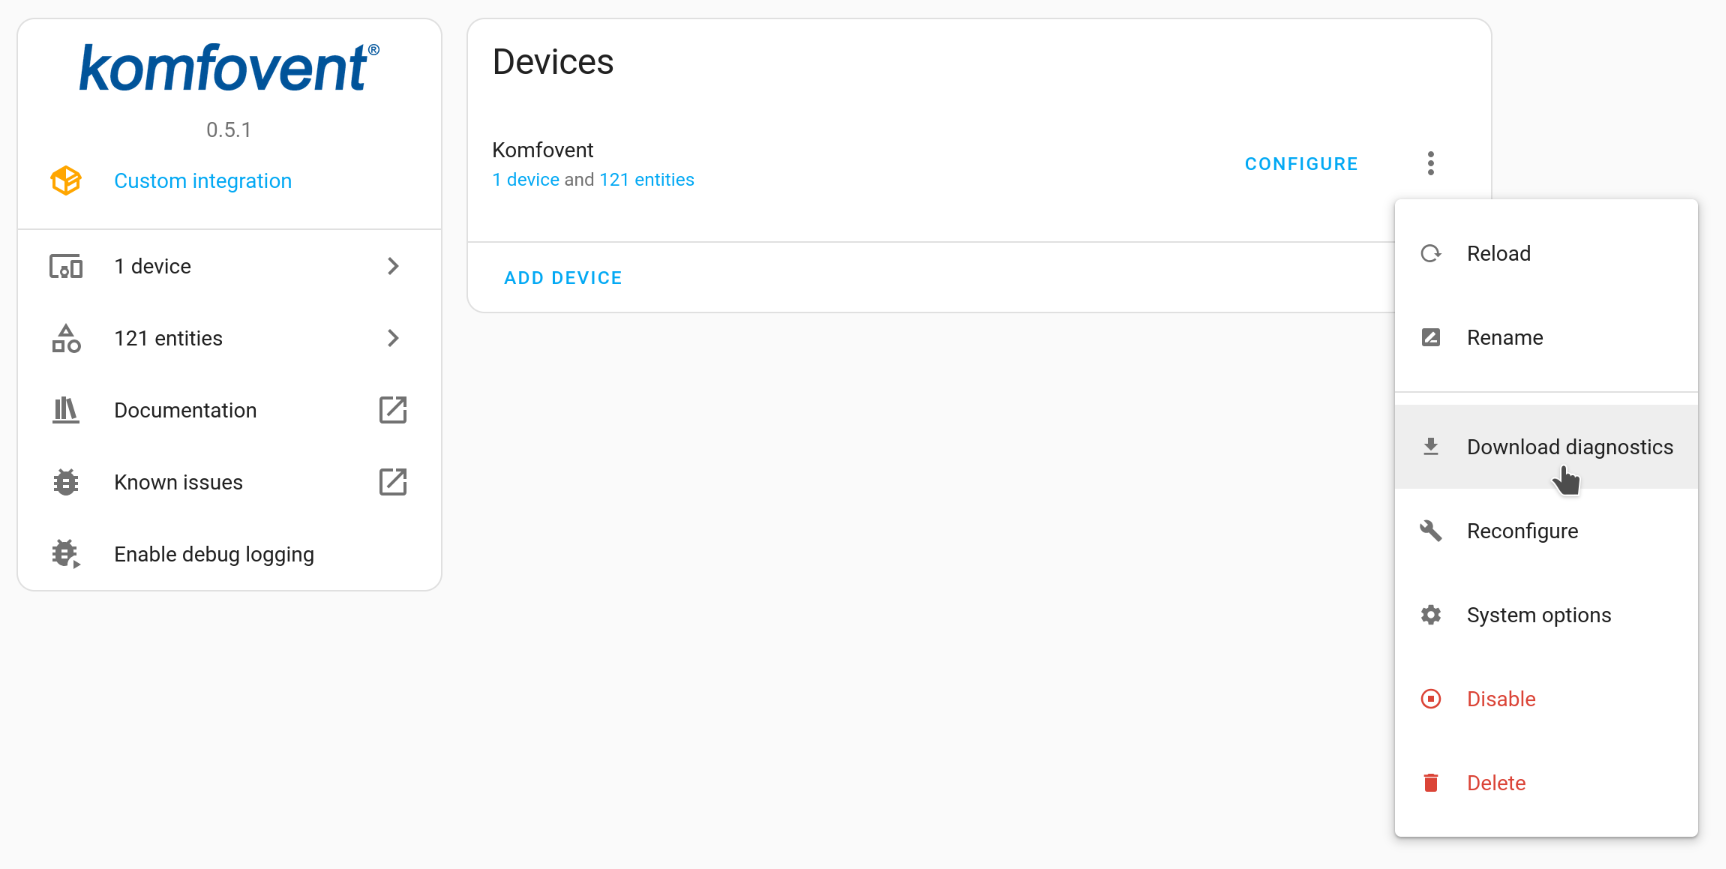 komfovent®
0.5.1
Custom integration
1 device
121 entities
Documentation
Known issues
Enable debug logging
Devices
Komfovent
1 device and 121 entities
CONFIGURE
ADD DEVICE
Reload
Rename
Download diagnostics
Reconfigure
System options
Disable
Delete